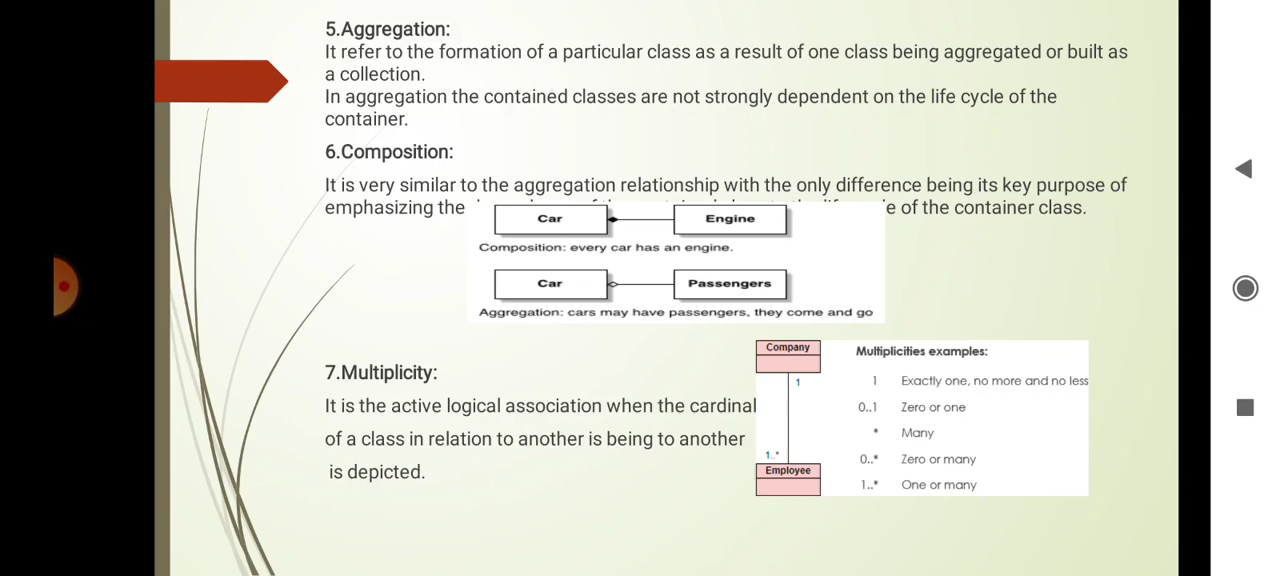 5.Aggregation:
It refer to the formation of a particular class as a result of one class being aggregated or built as
a collection.
In aggregation the contained classes are not strongly dependent on the life cycle of the
container.
6.Composition:
It is very similar to the aggregation relationship with the only difference being its key purpose of
emphasizing the of the container class.
Car Engine
Composition: every car has an engine.
Car Passengers
Aggregation: cars may have passengers, they come and go
7.Multiplicity:
It is the active logical association when the cardinal
of a class in relation to another is being to another
is depicted.
Company
1
1..*
Employee
Multiplicities examples:
1 Exactly one, no more and no less
0..1 Zero or one
* Many
0..* Zero or many
1..* One or many